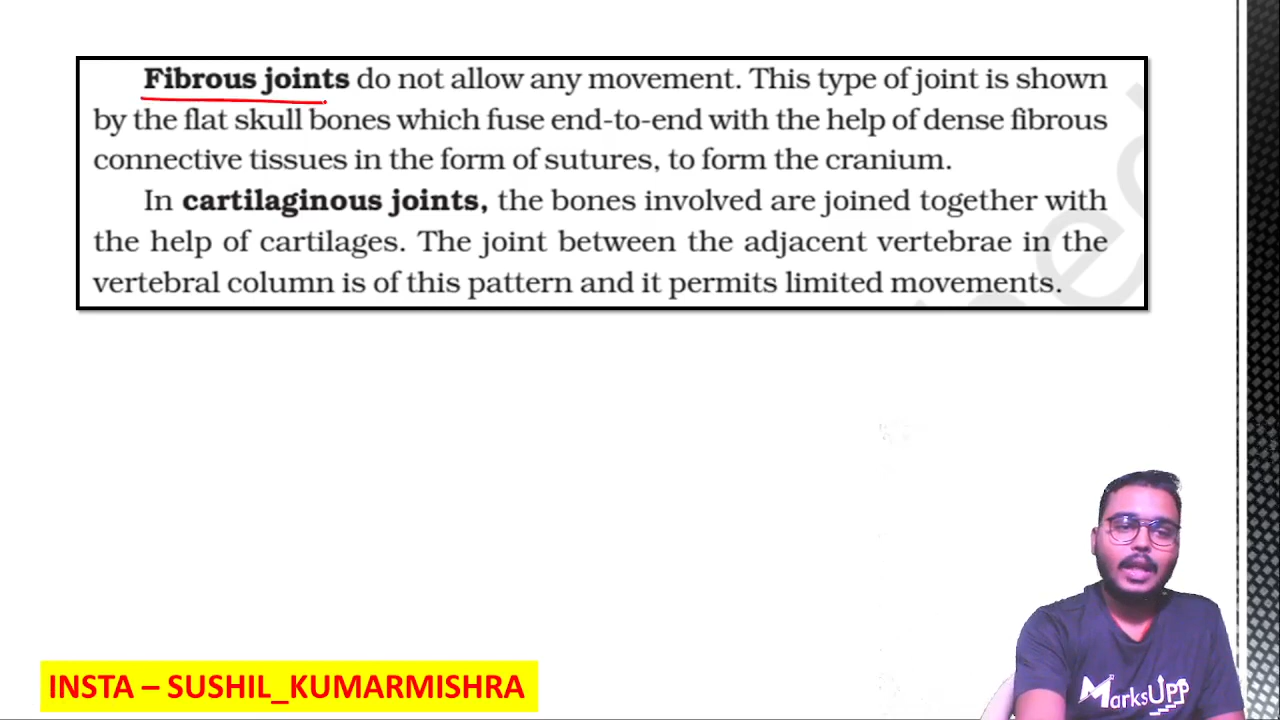 Fibrous joints do not allow any movement. This type of joint is shown
by the flat skull bones which fuse end-to-end with the help of dense fibrous
connective tissues in the form of sutures, to form the cranium.
In cartilaginous joints, the bones involved are joined together with
the help of cartilages. The joint between the adjacent vertebrae in the
vertebral column is of this pattern and it permits limited movements.
MarksUpp
INSTA – SUSHIL_KUMARMISHRA